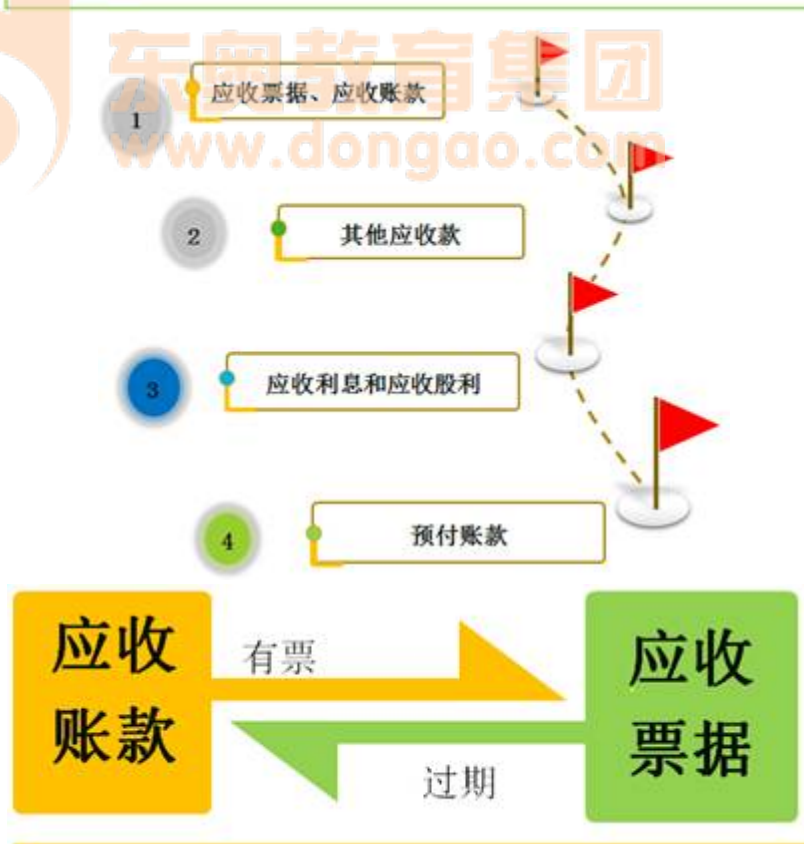 东奥教育集团
www.dongao.com
1
应收票据、应收账款
2
其他应收款
3
应收利息和应收股利
4
预付账款
应收
账款
有票
过期
应收
票据